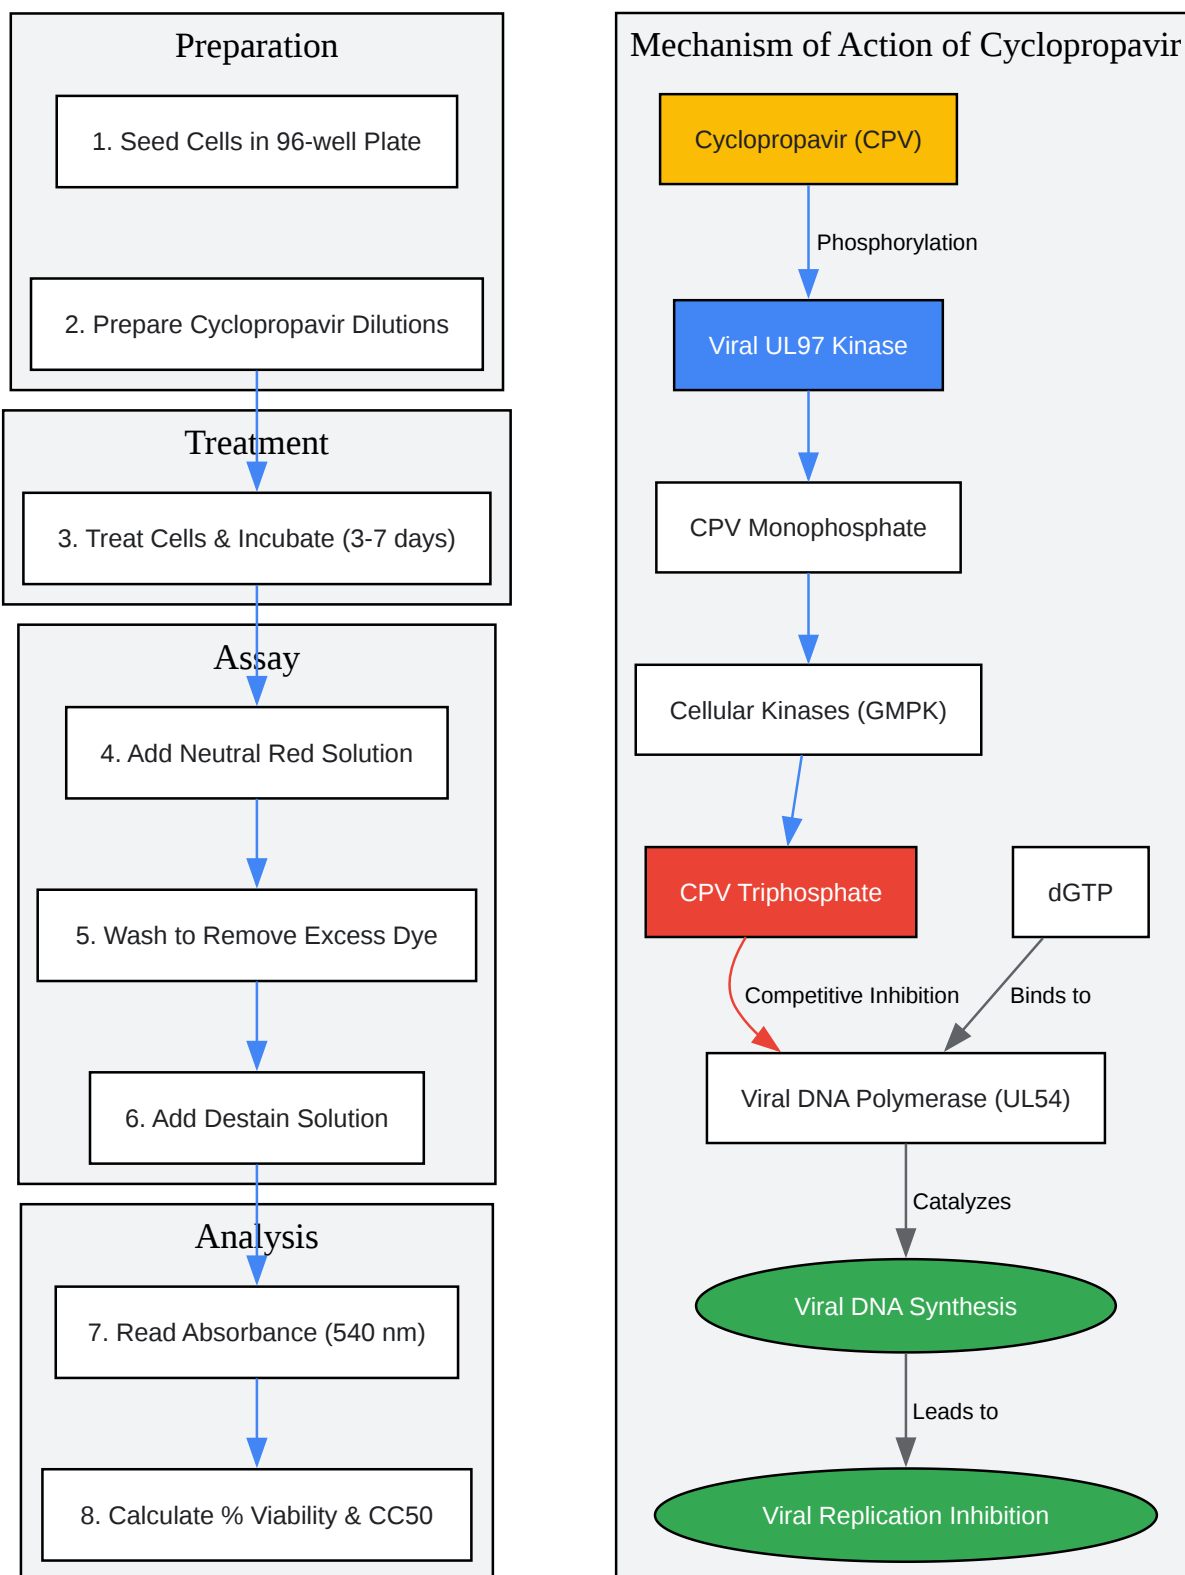 Preparation
1. Seed Cells in 96-well Plate
2. Prepare Cyclopropavir Dilutions
Treatment
3. Treat Cells & Incubate (3-7 days)
Assay
4. Add Neutral Red Solution
5. Wash to Remove Excess Dye
6. Add Destain Solution
Analysis
7. Read Absorbance (540 nm)
8. Calculate % Viability & CC50
Mechanism of Action of Cyclopropavir
Cyclopropavir (CPV)
Phosphorylation
Viral UL97 Kinase
CPV Monophosphate
Cellular Kinases (GMPK)
CPV Triphosphate
dGTP
Competitive Inhibition
Binds to
Viral DNA Polymerase (UL54)
Catalyzes
Viral DNA Synthesis
Leads to
Viral Replication Inhibition